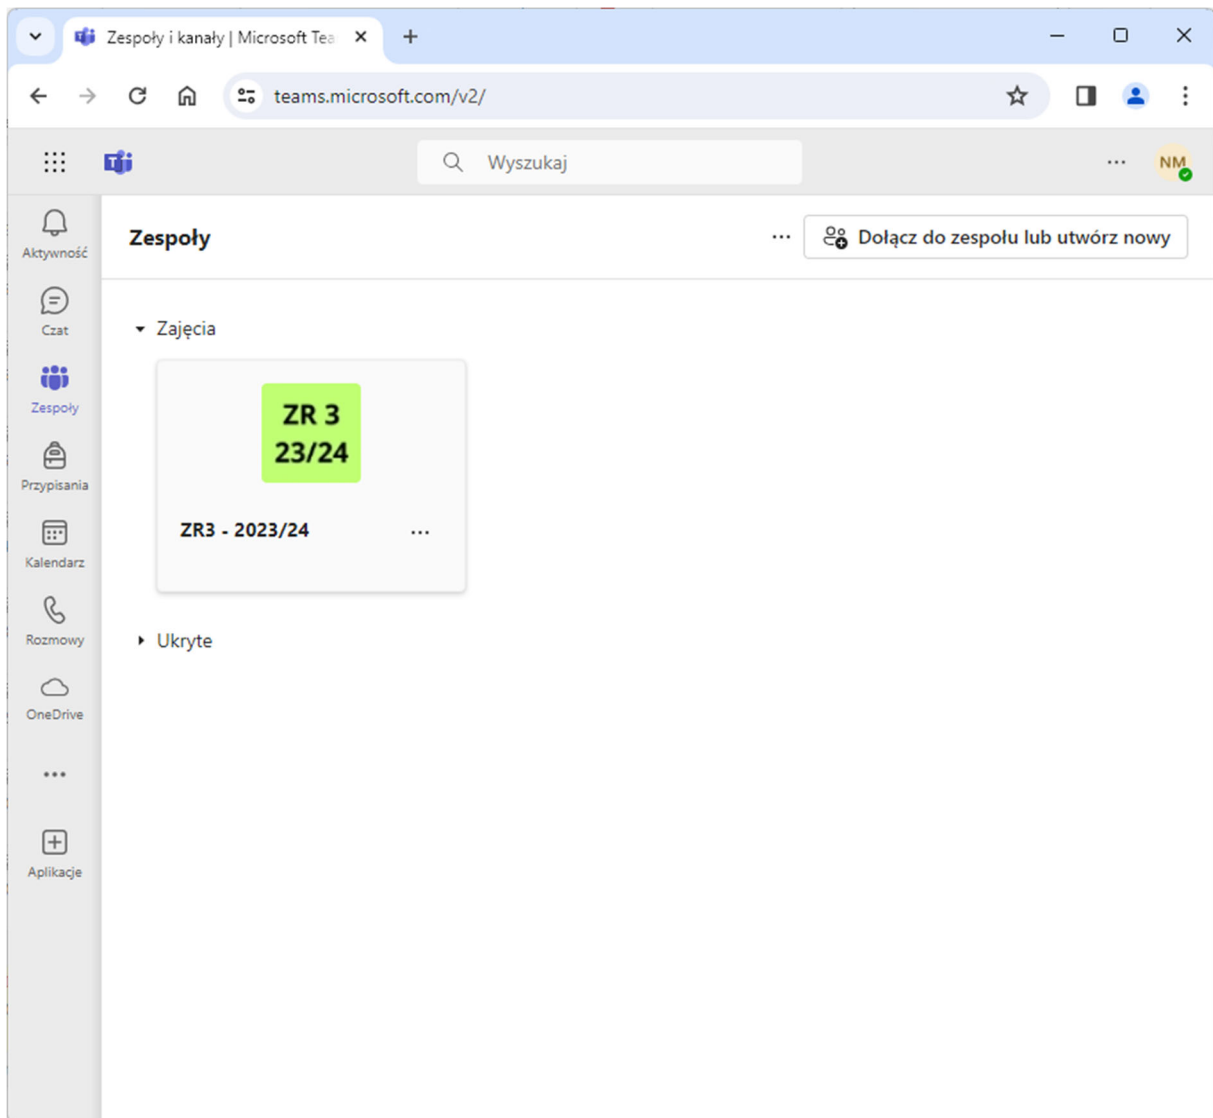 Zespoły i kanały | Microsoft Tea
teams.microsoft.com/v2/
Wyszukaj
NM
Aktywność
Czat
Zespoły
Przypisania
Kalendarz
Rozmowy
OneDrive
Aplikacje
Zespoły
Dołącz do zespołu lub utwórz nowy
Zajęcia
ZR 3
23/24
ZR3 - 2023/24
Ukryte